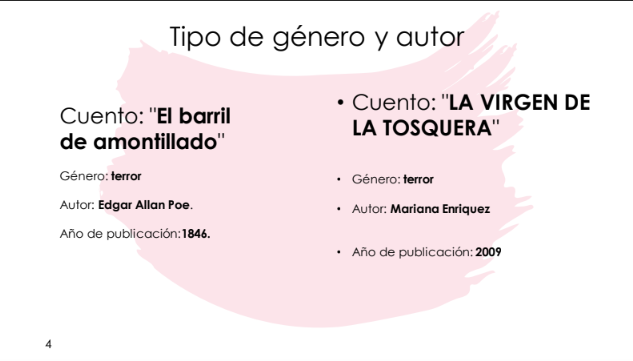 Tipo de género y autor
Cuento: "El barril
de amontillado"
Género: terror
Autor: Edgar Allan Poe.
Año de publicación:1846.
• Cuento: "LA VIRGEN DE
LA TOSQUERA"
• Género: terror
• Autor: Mariana Enriquez
• Año de publicación: 2009
4